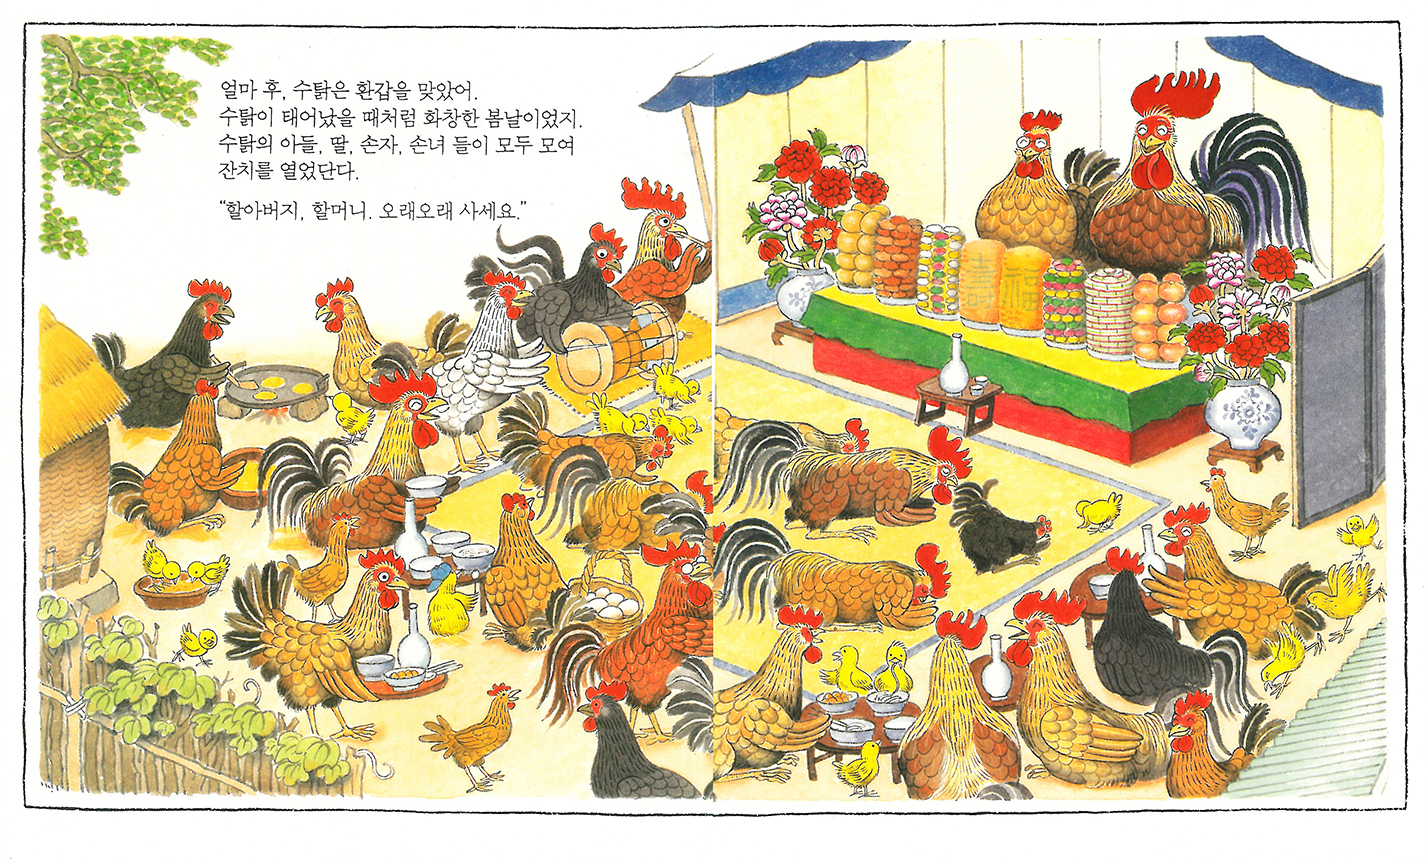 얼마 후, 수탉은 환갑을 맞았어.
수탉이 태어났을 때처럼 화창한 봄날이었지.
수탉의 아들, 딸, 손자, 손녀 들이 모두 모여
잔치를 열었단다.
“할아버지, 할머니. 오래오래 사세요.”
壽 福